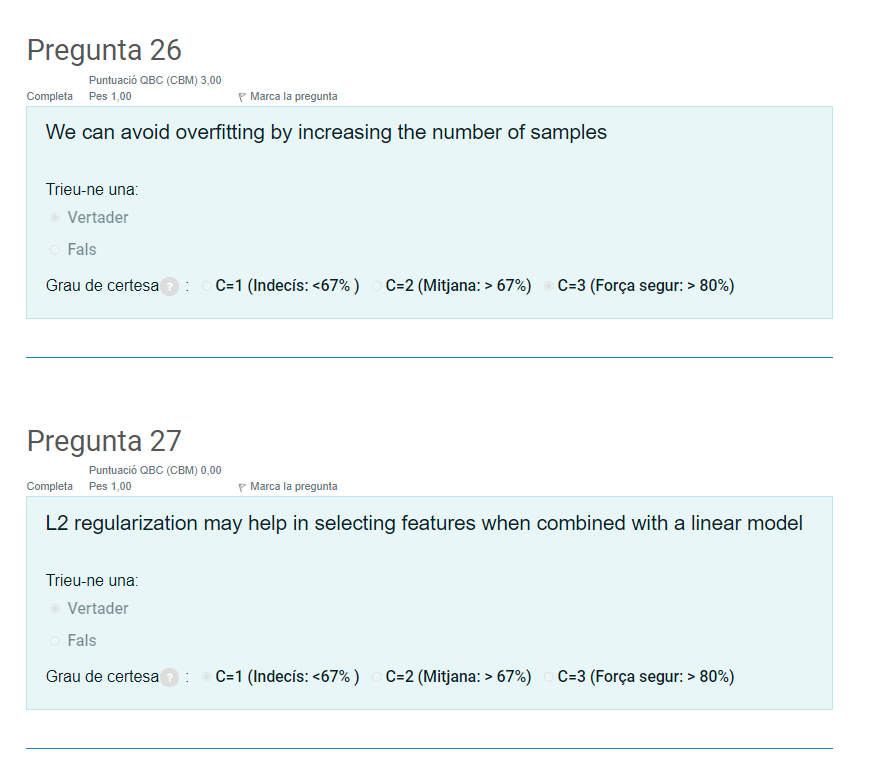 Pregunta 26
Puntuació QBC (CBM) 3,00
Completa Pes 1,00 Marca la pregunta
We can avoid overfitting by increasing the number of samples
Trieu-ne una:
Vertader
Fals
Grau de certesa ? : C=1 (Indecís: <67% ) C=2 (Mitjana: > 67%) C=3 (Força segur: > 80%)
Pregunta 27
Puntuació QBC (CBM) 0,00
Completa Pes 1,00 Marca la pregunta
L2 regularization may help in selecting features when combined with a linear model
Trieu-ne una:
Vertader
Fals
Grau de certesa ? : C=1 (Indecís: <67% ) C=2 (Mitjana: > 67%) C=3 (Força segur: > 80%)